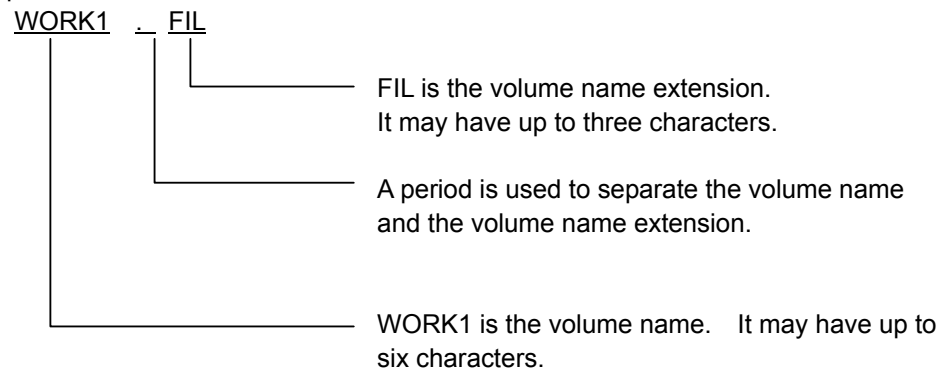 WORK1 . FIL
FIL is the volume name extension.
It may have up to three characters.
A period is used to separate the volume name
and the volume name extension.
WORK1 is the volume name. It may have up to
six characters.